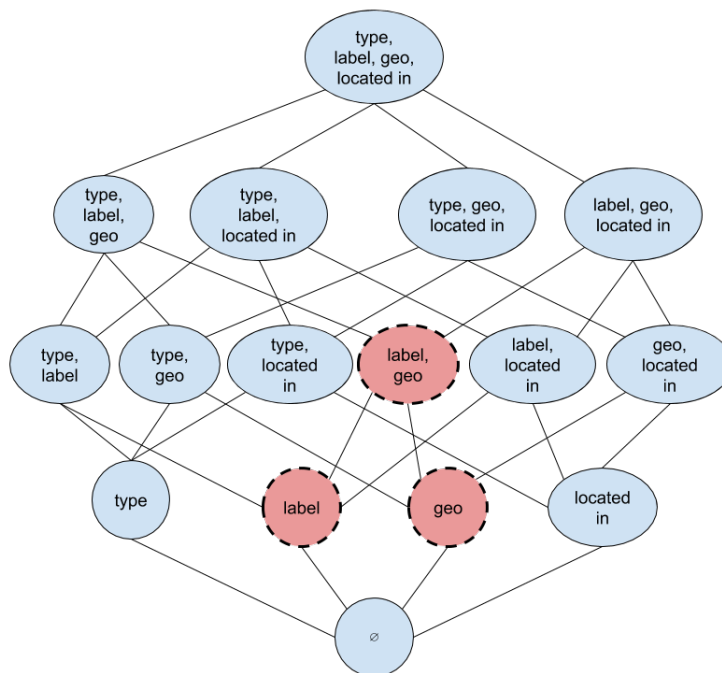 type,
label, geo,
located in
type,
label,
geo
type,
label,
located in
type, geo,
located in
label, geo,
located in
type,
label
type,
geo
type,
located
in
label,
geo
label,
located
in
geo,
located
in
type
label
geo
located
in
∅